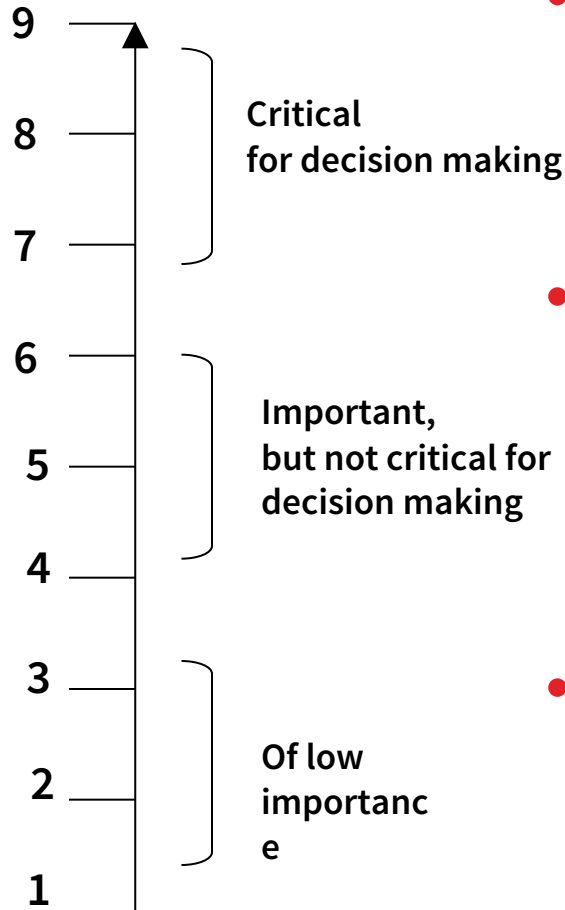 9
8
Critical
for decision making
7
6
Important,
but not critical for
decision making
5
4
3
Of low
importanc
e
2
1